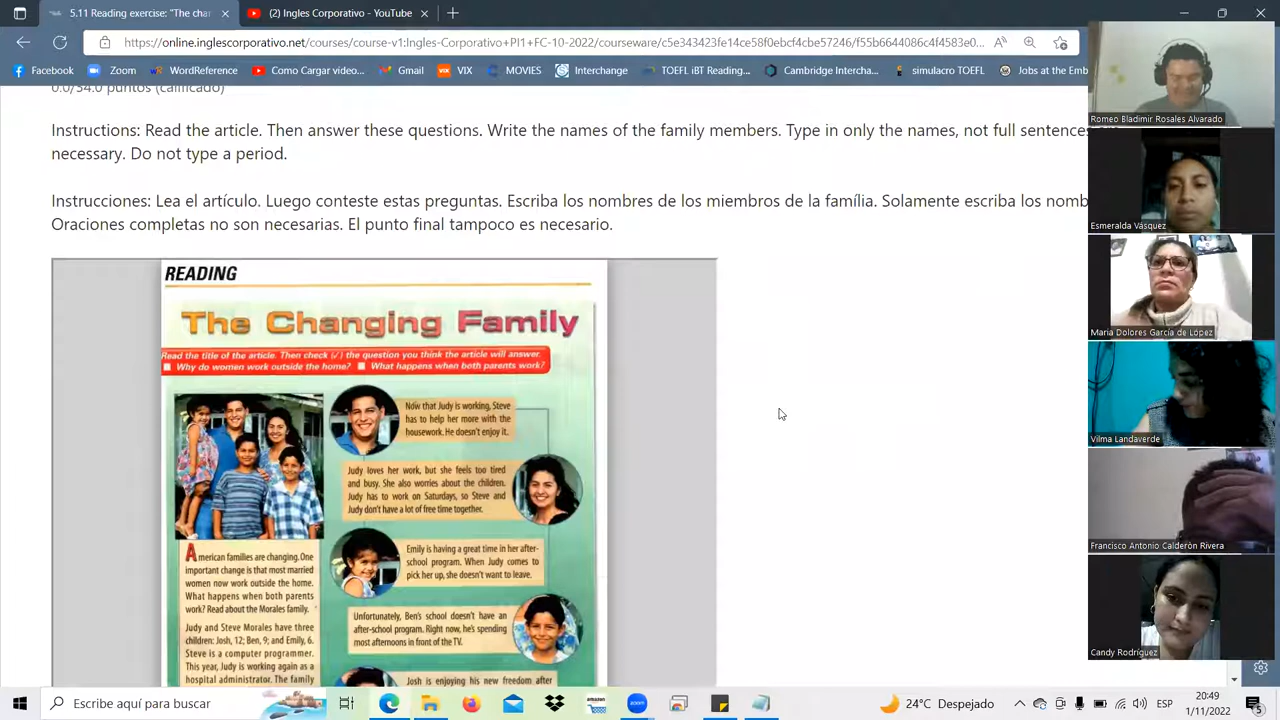 5.11 Reading exercise: "The char
(2) Ingles Corporativo - YouTube
https://online.inglescorporativo.net/courses/course-v1:Ingles-Corporativo+PI1+FC-10-2022/courseware/c5e343423fe14ce58f0ebcf4cbe57246/f55b6644086c4f4583e0...
Facebook
Zoom
WordReference
Como Cargar vídeo...
Gmail
VIX
MOVIES
Interchange
TOEFL iBT Reading...
Cambridge Intercha...
simulacro TOEFL
Jobs at the Emb
0.0/34.0 puntos (calificado)
Instructions: Read the article. Then answer these questions. Write the names of the family members. Type in only the names, not full sentences
necessary. Do not type a period.
Instrucciones: Lea el artículo. Luego conteste estas preguntas. Escriba los nombres de los miembros de la família. Solamente escriba los nomb
Oraciones completas no son necesarias. El punto final tampoco es necesario.
READING
The Changing Family
Read the title of the article. Then check (✓) the question you think the article will answer.
Why do women work outside the home? What happens when both parents work?
Now that Judy is working, Steve
has to help her more with the
housework. He doesn't enjoy it.
Judy loves her work, but she feels too tired
and busy. She also worries about the children.
Judy has to work on Saturdays, so Steve and
Judy don't have a lot of free time together.
Emily is having a great time in her after-
school program. When Judy comes to
pick her up, she doesn't want to leave.
Unfortunately, Ben's school doesn't have an
after-school program. Right now, he's spending
most afternoons in front of the TV.
Josh is enjoying his new freedom after
American families are changing. One
important change is that most married
women now work outside the home.
What happens when both parents
work? Read about the Morales family.
Judy and Steve Morales have three
children: Josh, 12; Ben, 9; and Emily, 6.
Steve is a computer programmer.
This year, Judy is working again as a
hospital administrator. The family
Romeo Bladimir Rosales Alvarado
Esmeralda Vásquez
Maria Dolores García de López
Vilma Landaverde
Francisco Antonio Calderón Rivera
Candy Rodríguez
Escribe aquí para buscar
amazon
zoom
24°C Despejado
ESP
20:49
1/11/2022
5